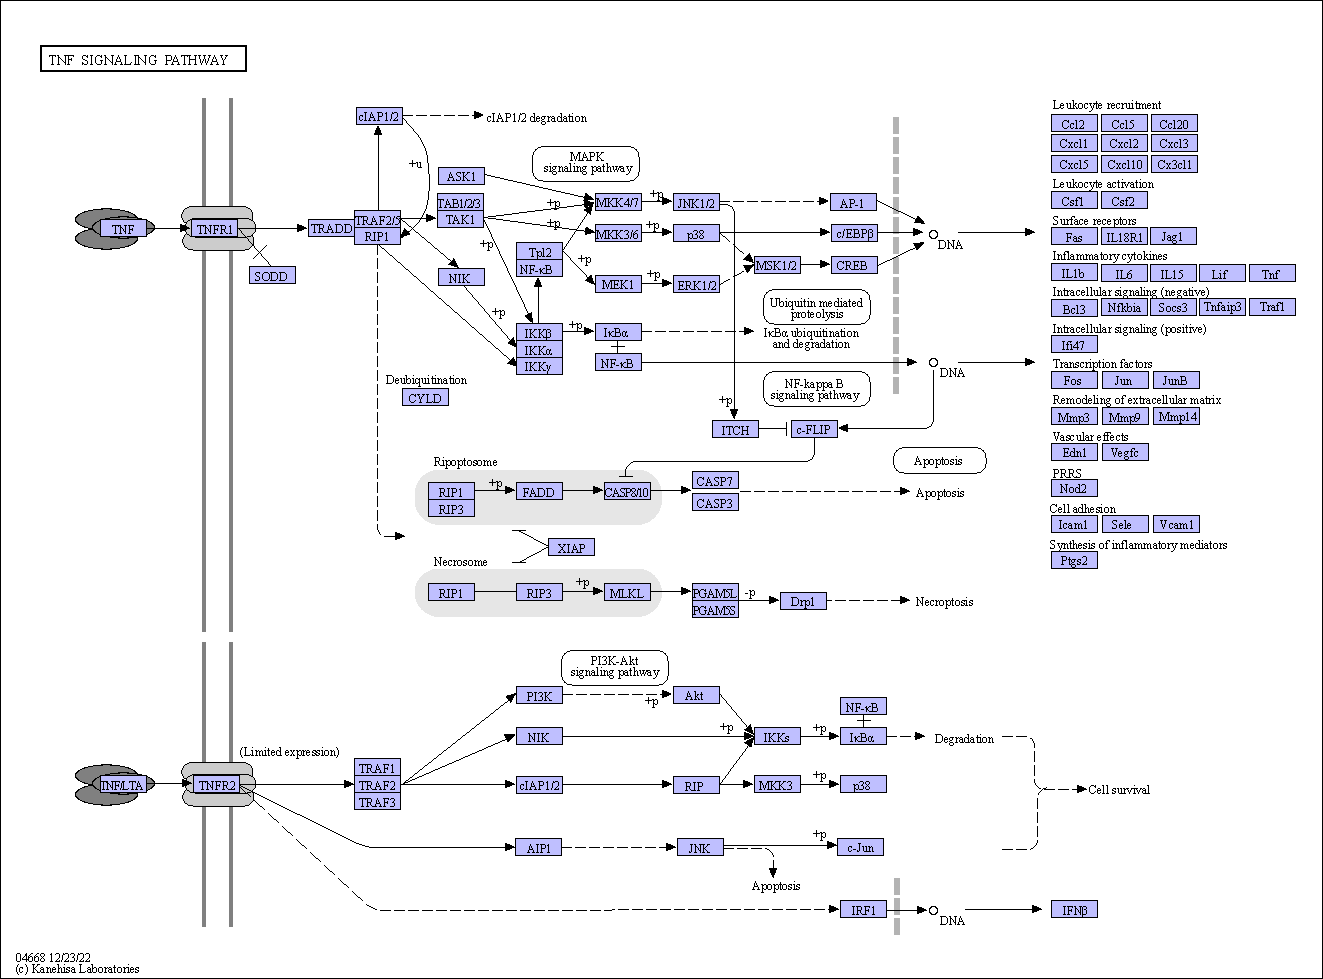 TNF SIGNALING PATHWAY
cIAP1/2
cIAP1/2 degradation
+u
MAPK
signaling pathway
ASK1
TAB1/2/3
TAK1
+p
+p
+p
MKK4/7
+p
JNK1/2
AP-1
TNF
TNFR1
TRADD
TRAF2/5
RIP1
MKK3/6
+p
p38
c/EBPβ
DNA
SODD
NIK
Tpl2
NF-κB
+p
MEK1
+p
ERK1/2
MSK1/2
CREB
+p
IKKβ
IKKα
IKKγ
+p
IκBα
NF-κB
Ubiquitin mediated
proteolysis
IκBα ubiquitination
and degradation
DNA
NF-kappa B
signaling pathway
Deubiquitination
CYLD
+p
ITCH
c-FLIP
Ripoptosome
RIP1
RIP3
+p
FADD
CASP8/10
CASP7
CASP3
Apoptosis
Apoptosis
XIAP
Necrosome
RIP1
RIP3
+p
MLKL
PGAM5L
PGAM5S
-p
Drp1
Necroptosis
Leukocyte recruitment
Ccl2 Ccl5 Ccl20
Cxcl1 Cxcl2 Cxcl3
Cxcl5 Cxcl10 Cx3cl1
Leukocyte activation
Csf1 Csf2
Surface receptors
Fas IL18R1 Jag1
Inflammatory cytokines
IL1b IL6 IL15 Lif Tnf
Intracellular signaling (negative)
Bcl3 Nfkbia Socs3 Tnfaip3 Traf1
Intracellular signaling (positive)
Ifi47
Transcription factors
Fos Jun JunB
Remodeling of extracellular matrix
Mmp3 Mmp9 Mmp14
Vascular effects
Edn1 Vegfc
PRRS
Nod2
Cell adhesion
Icam1 Sele Vcam1
Synthesis of inflammatory mediators
Ptgs2
PI3K-Akt
signaling pathway
PI3K
+p
Akt
NF-κB
NIK
+p
IKKs
+p
IκBα
Degradation
(Limited expression)
TNF/LTA
TNFR2
TRAF1
TRAF2
TRAF3
cIAP1/2
RIP
MKK3
+p
p38
Cell survival
AIP1
JNK
+p
c-Jun
Apoptosis
IRF1
DNA
IFNβ
04668 12/23/22
(c) Kanehisa Laboratories